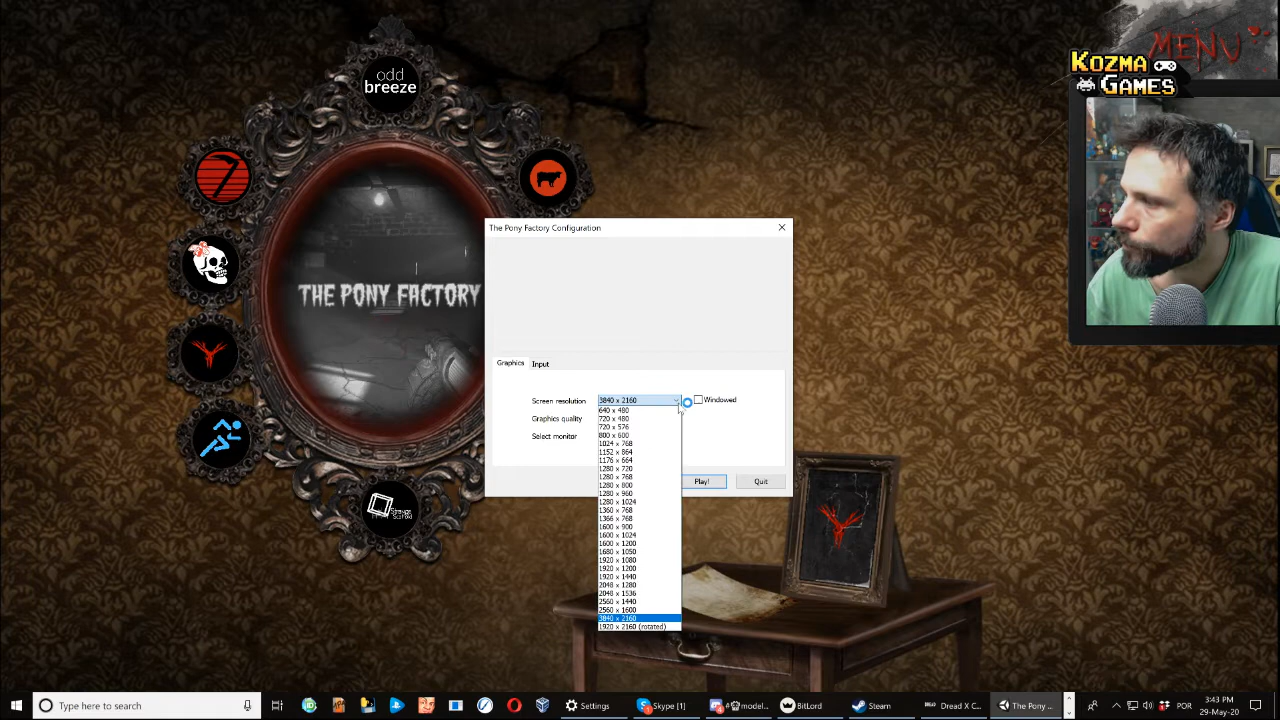 MENU
KOZMA
GAMES
odd
breeze
THE PONY FACTORY
Strange
Scaffold
The Pony Factory Configuration
Graphics
Input
Screen resolution
3840 x 2160
Windowed
Graphics quality
Select monitor
640 x 480
720 x 480
720 x 576
800 x 600
1024 x 768
1152 x 864
1176 x 664
1280 x 720
1280 x 768
1280 x 800
1280 x 960
1280 x 1024
1360 x 768
1366 x 768
1600 x 900
1600 x 1024
1600 x 1200
1680 x 1050
1920 x 1080
1920 x 1200
1920 x 1440
2048 x 1280
2048 x 1536
2560 x 1440
2560 x 1600
3840 x 2160
1920 x 2160 (rotated)
Play!
Quit
Type here to search
Settings
Skype [1]
model...
BitLord
Steam
Dread X C...
The Pony ...
POR
3:43 PM
29-May-20